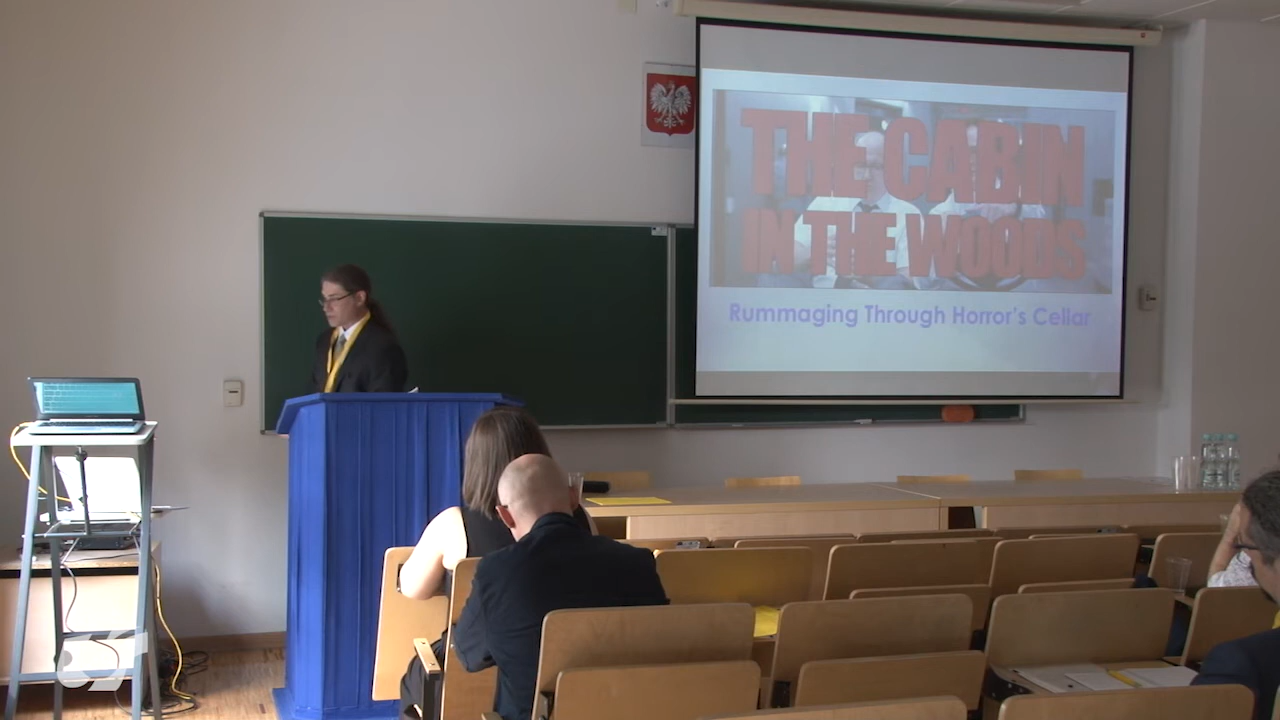 THE CABIN
IN THE WOODS
Rummaging Through Horror's Cellar